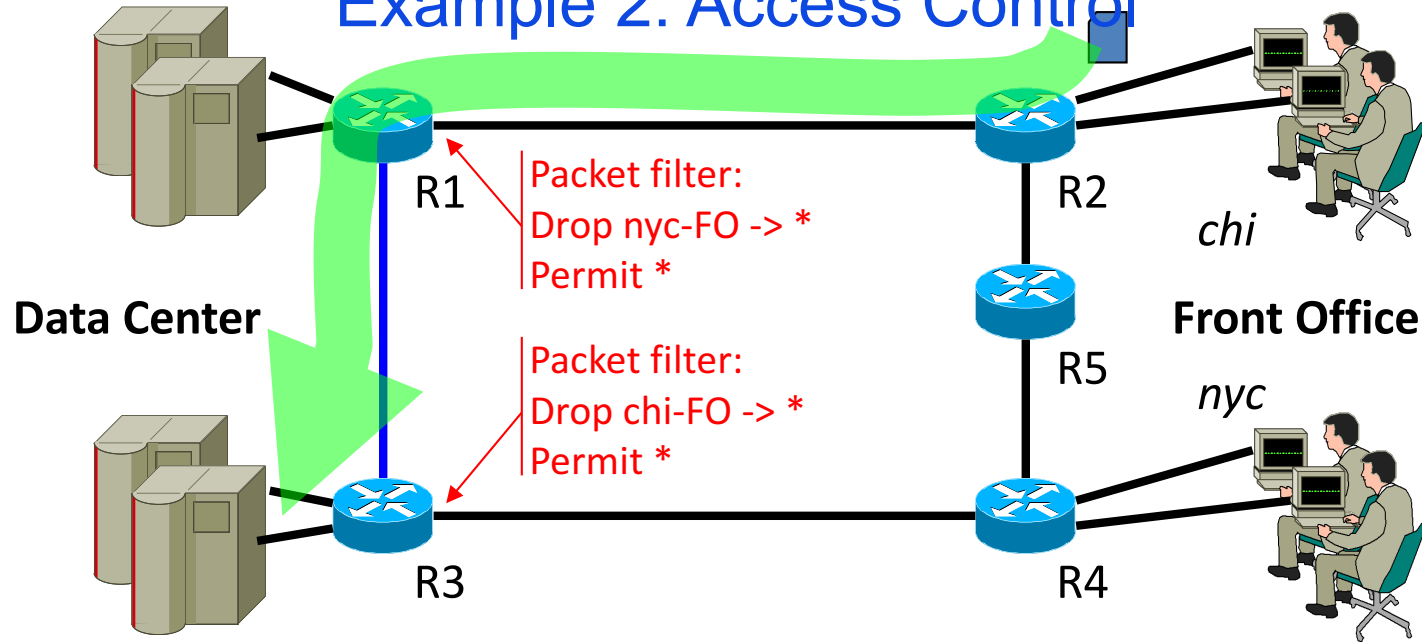 Example 2: Access Control
R1
R2
Packet filter:
Drop nyc-FO -> *
Permit *
chi
Data Center
Front Office
R5
Packet filter:
Drop chi-FO -> *
Permit *
nyc
R3
R4